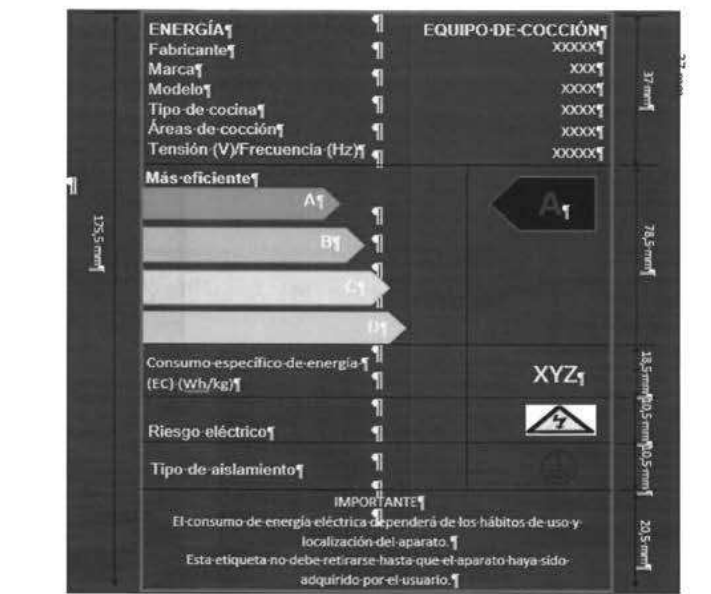 ENERGÍA¶ ¶ EQUIPO·DE·COCCIÓN¶
Fabricante¶ ¶ xxxxx¶
Marca¶ ¶ xxx¶
Modelo¶ ¶ xxxx¶
Tipo·de·cocina¶ ¶ xxxx¶
Áreas·de·cocción¶ ¶ xxxx¶
Tensión·(V)/Frecuencia·(Hz)¶ ¶ xxxxx¶
37 mm¶
Más·eficiente¶
A¶
A¶
B¶
C¶
D¶
175,5·mm¶
78,5·mm¶
Consumo·específico·de·energía·¶
(EC)·(Wh/kg)¶
XYZ¶
18,5·mm¶
Riesgo·eléctrico¶
10,5·mm¶
Tipo·de·aislamiento¶
10,5·mm¶
IMPORTANTE¶
El·consumo·de·energía·eléctrica·dependerá·de·los·hábitos·de·uso·y·
localización·del·aparato.¶
Esta·etiqueta·no·debe·retirarse·hasta·que·el·aparato·haya·sido·
adquirido·por·el·usuario.¶
20,5·mm¶